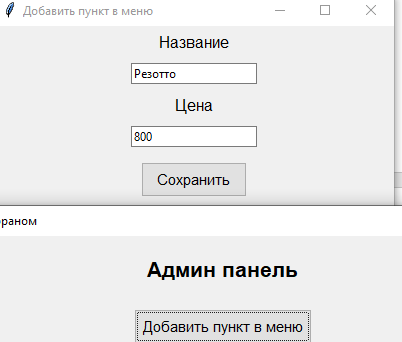 Добавить пункт в меню
Название
Резотто
Цена
800
Сохранить
раном
Админ панель
Добавить пункт в меню